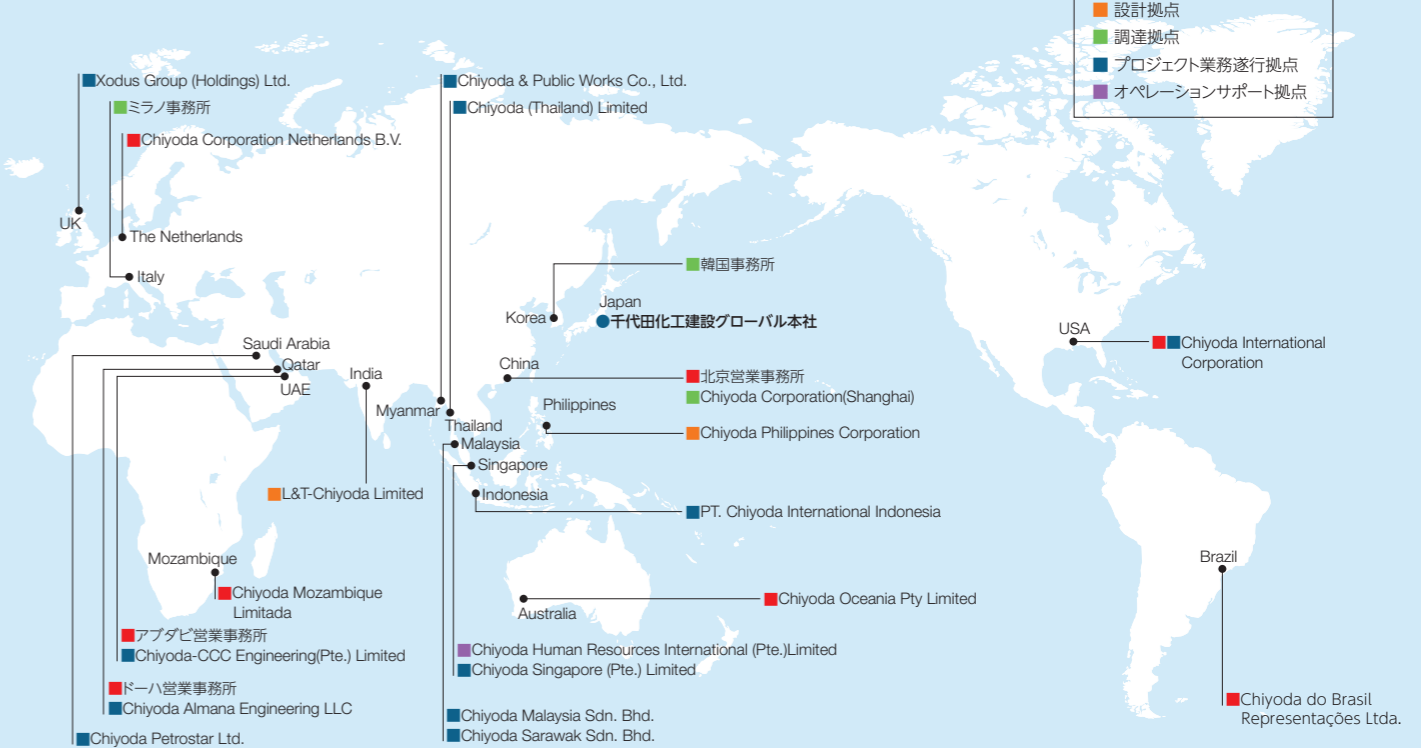 設計拠点
調達拠点
プロジェクト業務遂行拠点
オペレーションサポート拠点
Xodus Group (Holdings) Ltd.
ミラノ事務所
Chiyoda Corporation Netherlands B.V.
Chiyoda & Public Works Co., Ltd.
Chiyoda (Thailand) Limited
UK
The Netherlands
Italy
韓国事務所
Japan
Korea
千代田化工建設グローバル本社
USA
Chiyoda International
Corporation
Saudi Arabia
Qatar
UAE
India
China
北京営業事務所
Chiyoda Corporation(Shanghai)
Myanmar
Thailand
Philippines
Chiyoda Philippines Corporation
Malaysia
Singapore
Indonesia
L&T-Chiyoda Limited
PT. Chiyoda International Indonesia
Mozambique
Chiyoda Mozambique
Limitada
Brazil
Australia
Chiyoda Oceania Pty Limited
アブダビ営業事務所
Chiyoda-CCC Engineering(Pte.) Limited
Chiyoda Human Resources International (Pte.)Limited
Chiyoda Singapore (Pte.) Limited
ドーハ営業事務所
Chiyoda Almana Engineering LLC
Chiyoda do Brasil
Representações Ltda.
Chiyoda Malaysia Sdn. Bhd.
Chiyoda Sarawak Sdn. Bhd.
Chiyoda Petrostar Ltd.